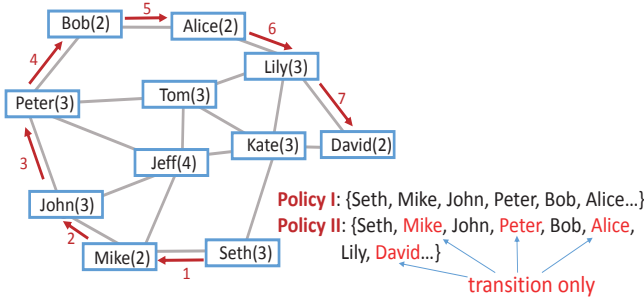 5
Bob(2)
Alice(2)
6
4
Lily(3)
Tom(3)
7
Peter(3)
Kate(3)
David(2)
Jeff(4)
3
John(3)
Policy I: {Seth, Mike, John, Peter, Bob, Alice...}
2
Policy II: {Seth, Mike, John, Peter, Bob, Alice,
Lily, David...}
Mike(2)
1
Seth(3)
transition only